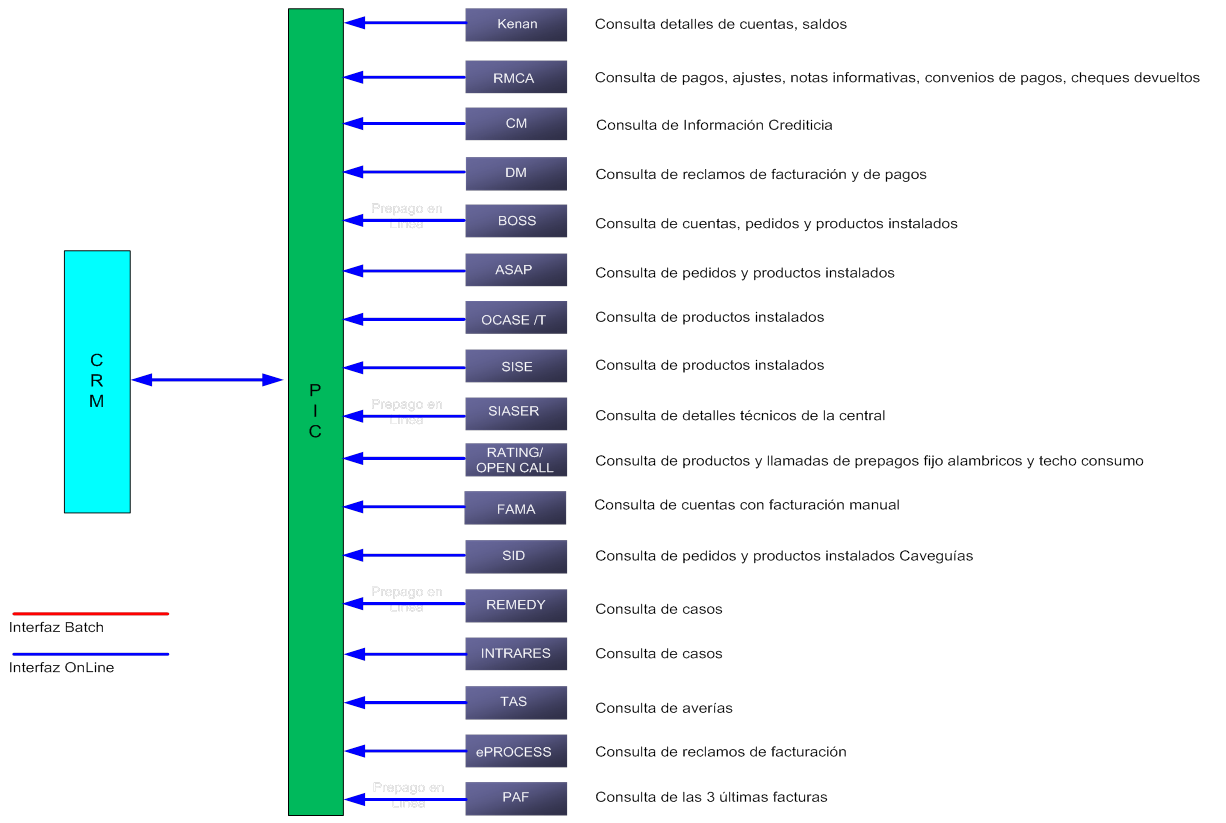 Kenan Consulta detalles de cuentas, saldos
RMCA Consulta de pagos, ajustes, notas informativas, convenios de pagos, cheques devueltos
CM Consulta de Información Crediticia
DM Consulta de reclamos de facturación y de pagos
Prepago en
Línea
BOSS Consulta de cuentas, pedidos y productos instalados
ASAP Consulta de pedidos y productos instalados
OCASE /T Consulta de productos instalados
SISE Consulta de productos instalados
C
R
M
P
I
C
Prepago en
Línea
SIASER Consulta de detalles técnicos de la central
RATING/
OPEN CALL Consulta de productos y llamadas de prepagos fijo alambricos y techo consumo
FAMA Consulta de cuentas con facturación manual
SID Consulta de pedidos y productos instalados Caveguías
Prepago en
Línea
REMEDY Consulta de casos
Interfaz Batch
INTRARES Consulta de casos
Interfaz OnLine
TAS Consulta de averías
ePROCESS Consulta de reclamos de facturación
Prepago en
Línea
PAF Consulta de las 3 últimas facturas